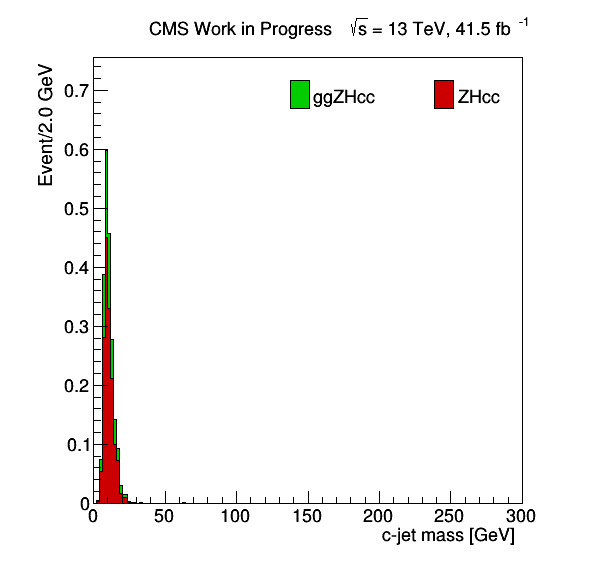 CMS Work in Progress √s = 13 TeV, 41.5 fb⁻¹
Event/2.0 GeV
ggZHcc ZHcc
0.7
0.6
0.5
0.4
0.3
0.2
0.1
0
0 50 100 150 200 250 300
c-jet mass [GeV]